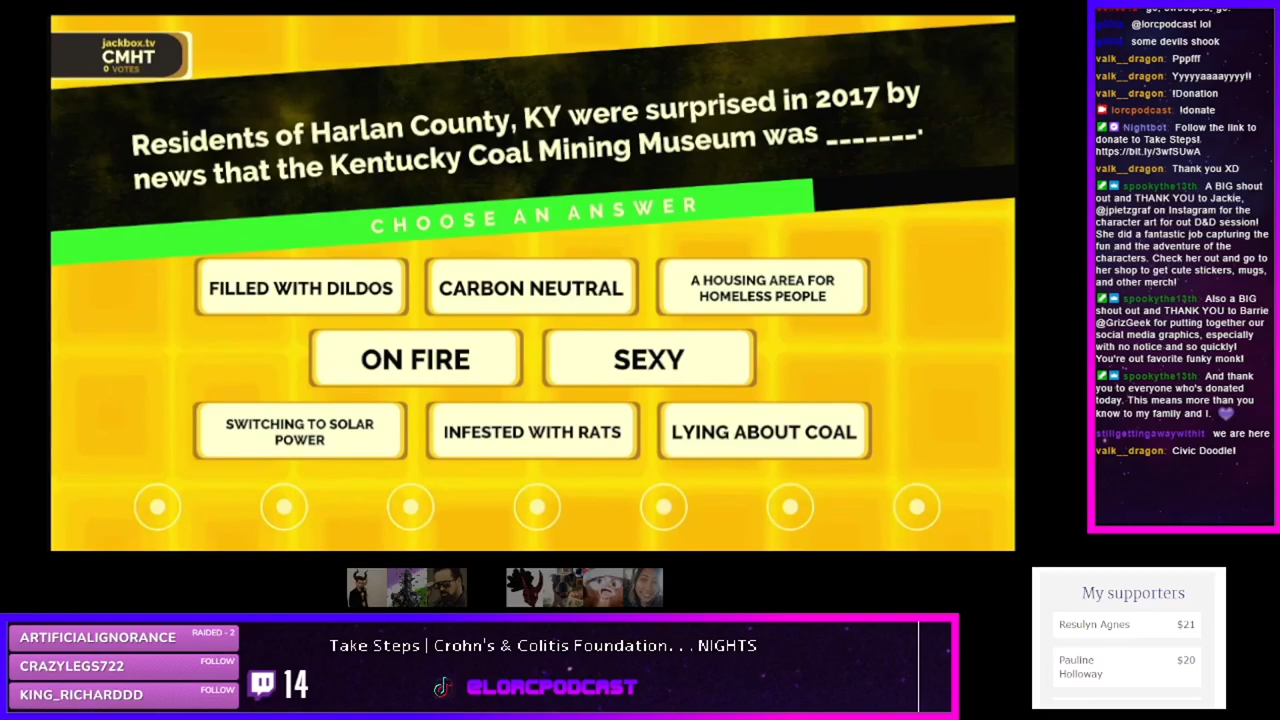 jackbox.tv
CMHT
0 VOTES
Residents of Harlan County, KY were surprised in 2017 by
news that the Kentucky Coal Mining Museum was _______.
CHOOSE AN ANSWER
FILLED WITH DILDOS
CARBON NEUTRAL
A HOUSING AREA FOR
HOMELESS PEOPLE
ON FIRE
SEXY
SWITCHING TO SOLAR
POWER
INFESTED WITH RATS
LYING ABOUT COAL
@lorcpodcast lol
some devils shook
valk__dragon: Pppfff
valk__dragon: Yyyyyaaaayyyy!!
valk__dragon: !Donation
lorcpodcast: !donate
Nightbot: Follow the link to
donate to Take Steps!
https://bit.ly/3wfSUwA
valk__dragon: Thank you XD
spookythe13th: A BIG shout
out and THANK YOU to Jackie,
@jpietzgraf on Instagram for the
character art for out D&D session!
She did a fantastic job capturing the
fun and the adventure of the
characters. Check her out and go to
her shop to get cute stickers, mugs,
and other merch!
spookythe13th: Also a BIG
shout out and THANK YOU to Barrie
@GrizGeek for putting together our
social media graphics, especially
with no notice and so quickly!
You're out favorite funky monk!
spookythe13th: And thank
you to everyone who's donated
today. This means more than you
know to my family and I.
stillgettingawaywithit: we are here
valk__dragon: Civic Doodle!
My supporters
Resulyn Agnes $21
Pauline
Holloway $20
ARTIFICIALIGNORANCE RAIDED - 2
CRAZYLEGS722 FOLLOW
KING_RICHARDDD FOLLOW
14
Take Steps | Crohn's & Colitis Foundation. . . NIGHTS
@LORCPODCAST